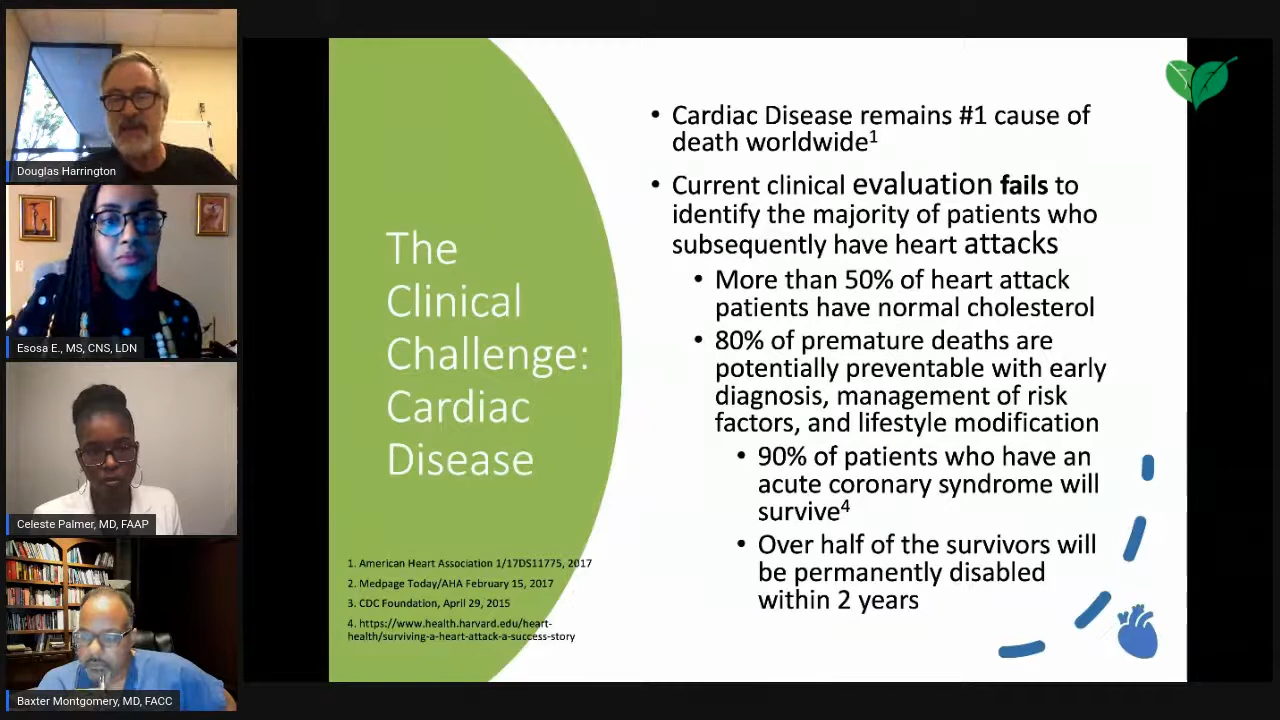 Douglas Harrington
Esosa E., MS, CNS, LDN
Celeste Palmer, MD, FAAP
Baxter Montgomery, MD, FACC
The
Clinical
Challenge:
Cardiac
Disease
1. American Heart Association 1/17DS11775, 2017
2. Medpage Today/AHA February 15, 2017
3. CDC Foundation, April 29, 2015
4. https://www.health.harvard.edu/heart-
health/surviving-a-heart-attack-a-success-story
• Cardiac Disease remains #1 cause of
death worldwide¹
• Current clinical evaluation fails to
identify the majority of patients who
subsequently have heart attacks
• More than 50% of heart attack
patients have normal cholesterol
• 80% of premature deaths are
potentially preventable with early
diagnosis, management of risk
factors, and lifestyle modification
• 90% of patients who have an
acute coronary syndrome will
survive⁴
• Over half of the survivors will
be permanently disabled
within 2 years